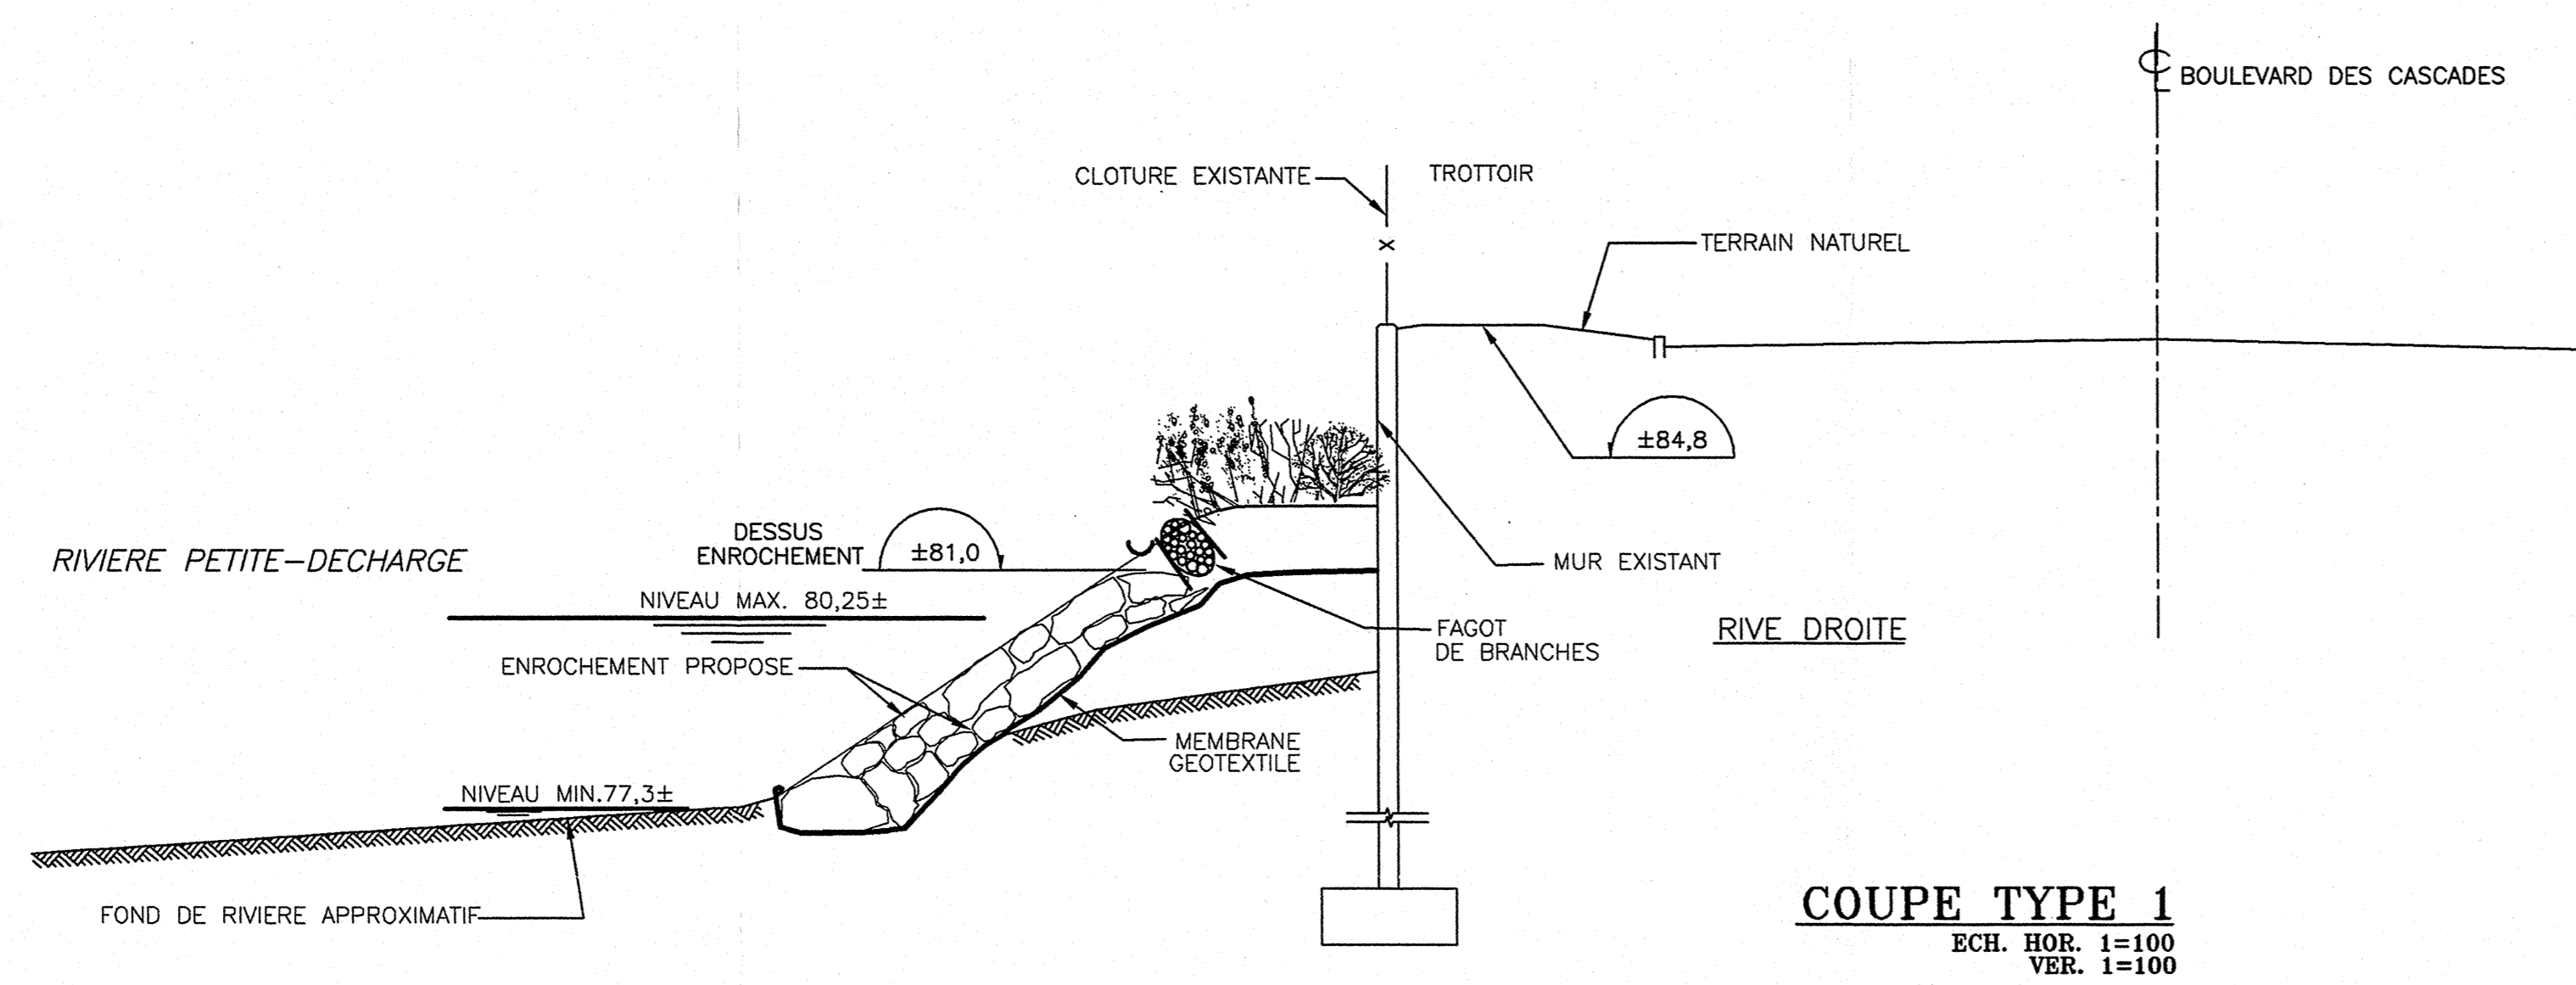 ℄ BOULEVARD DES CASCADES
CLOTURE EXISTANTE
TROTTOIR
X
TERRAIN NATUREL
±84,8
DESSUS
ENROCHEMENT
±81,0
RIVIERE PETITE-DECHARGE
MUR EXISTANT
NIVEAU MAX. 80,25±
FAGOT
DE BRANCHES
RIVE DROITE
ENROCHEMENT PROPOSE
MEMBRANE
GEOTEXTILE
NIVEAU MIN.77,3±
FOND DE RIVIERE APPROXIMATIF
COUPE TYPE 1
ECH. HOR. 1=100
VER. 1=100